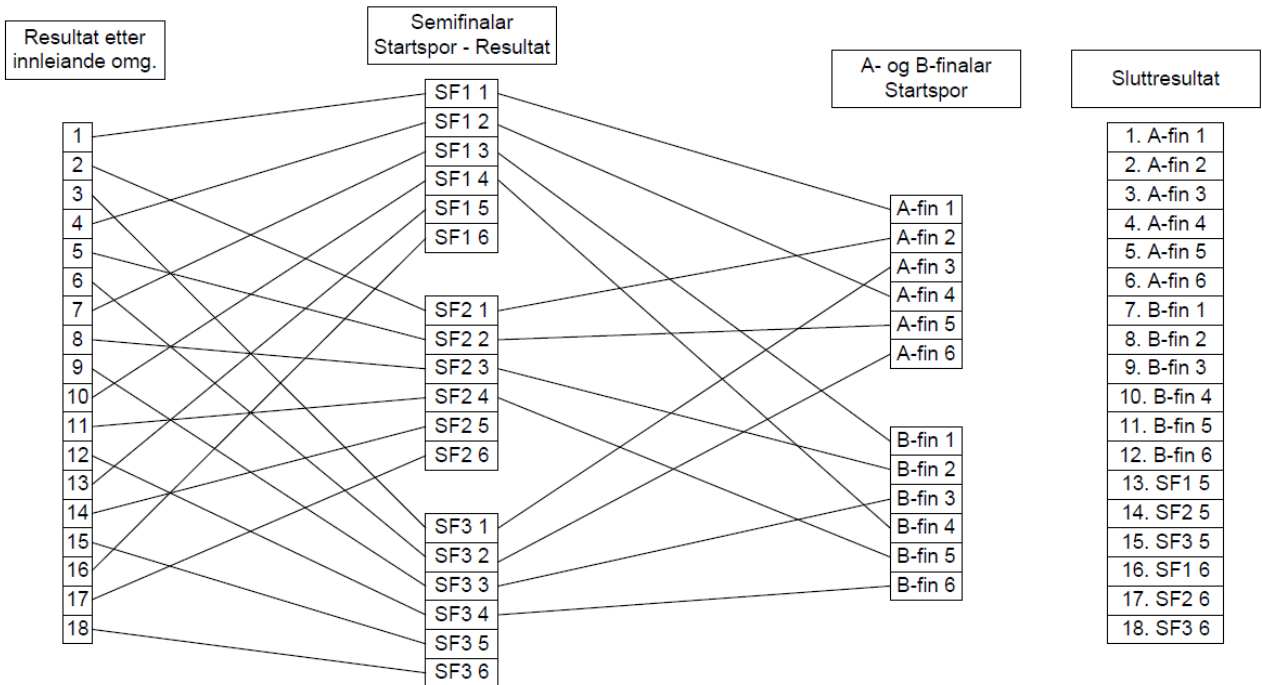 Resultat etter
innleiande omg.
1
2
3
4
5
6
7
8
9
10
11
12
13
14
15
16
17
18
Semifinalar
Startspor - Resultat
SF1 1
SF1 2
SF1 3
SF1 4
SF1 5
SF1 6
SF2 1
SF2 2
SF2 3
SF2 4
SF2 5
SF2 6
SF3 1
SF3 2
SF3 3
SF3 4
SF3 5
SF3 6
A- og B-finalar
Startspor
A-fin 1
A-fin 2
A-fin 3
A-fin 4
A-fin 5
A-fin 6
B-fin 1
B-fin 2
B-fin 3
B-fin 4
B-fin 5
B-fin 6
Sluttresultat
1. A-fin 1
2. A-fin 2
3. A-fin 3
4. A-fin 4
5. A-fin 5
6. A-fin 6
7. B-fin 1
8. B-fin 2
9. B-fin 3
10. B-fin 4
11. B-fin 5
12. B-fin 6
13. SF1 5
14. SF2 5
15. SF3 5
16. SF1 6
17. SF2 6
18. SF3 6